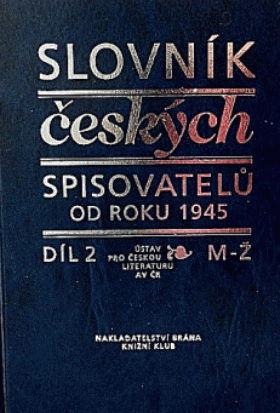 SLOVNÍK
českých
SPISOVATELŮ
OD ROKU 1945
DÍL 2 ÚSTAV PRO ČESKOU LITERATURU AV ČR M-Ž
NAKLADATELSTVÍ BRÁNA
KNIŽNÍ KLUB